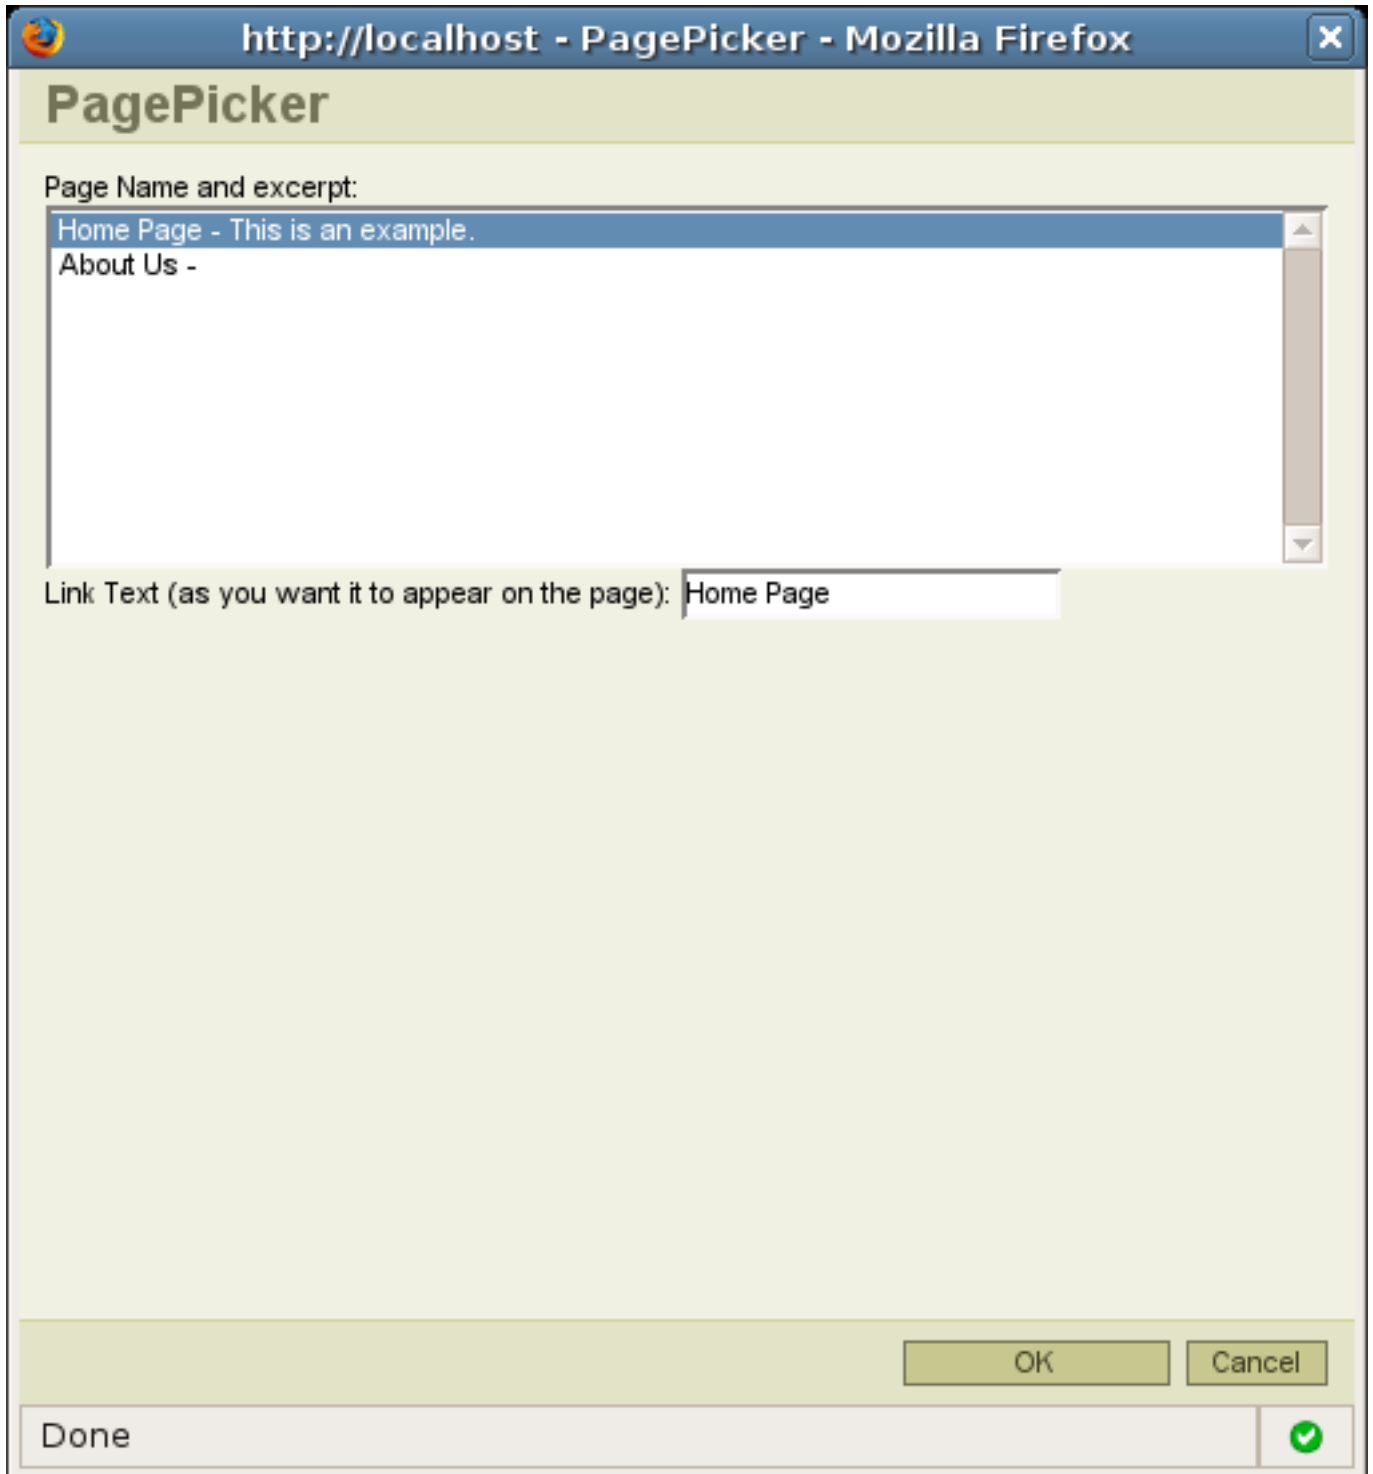 http://localhost - PagePicker - Mozilla Firefox
PagePicker
Page Name and excerpt:
Home Page - This is an example.
About Us -
Link Text (as you want it to appear on the page): Home Page
OK Cancel
Done